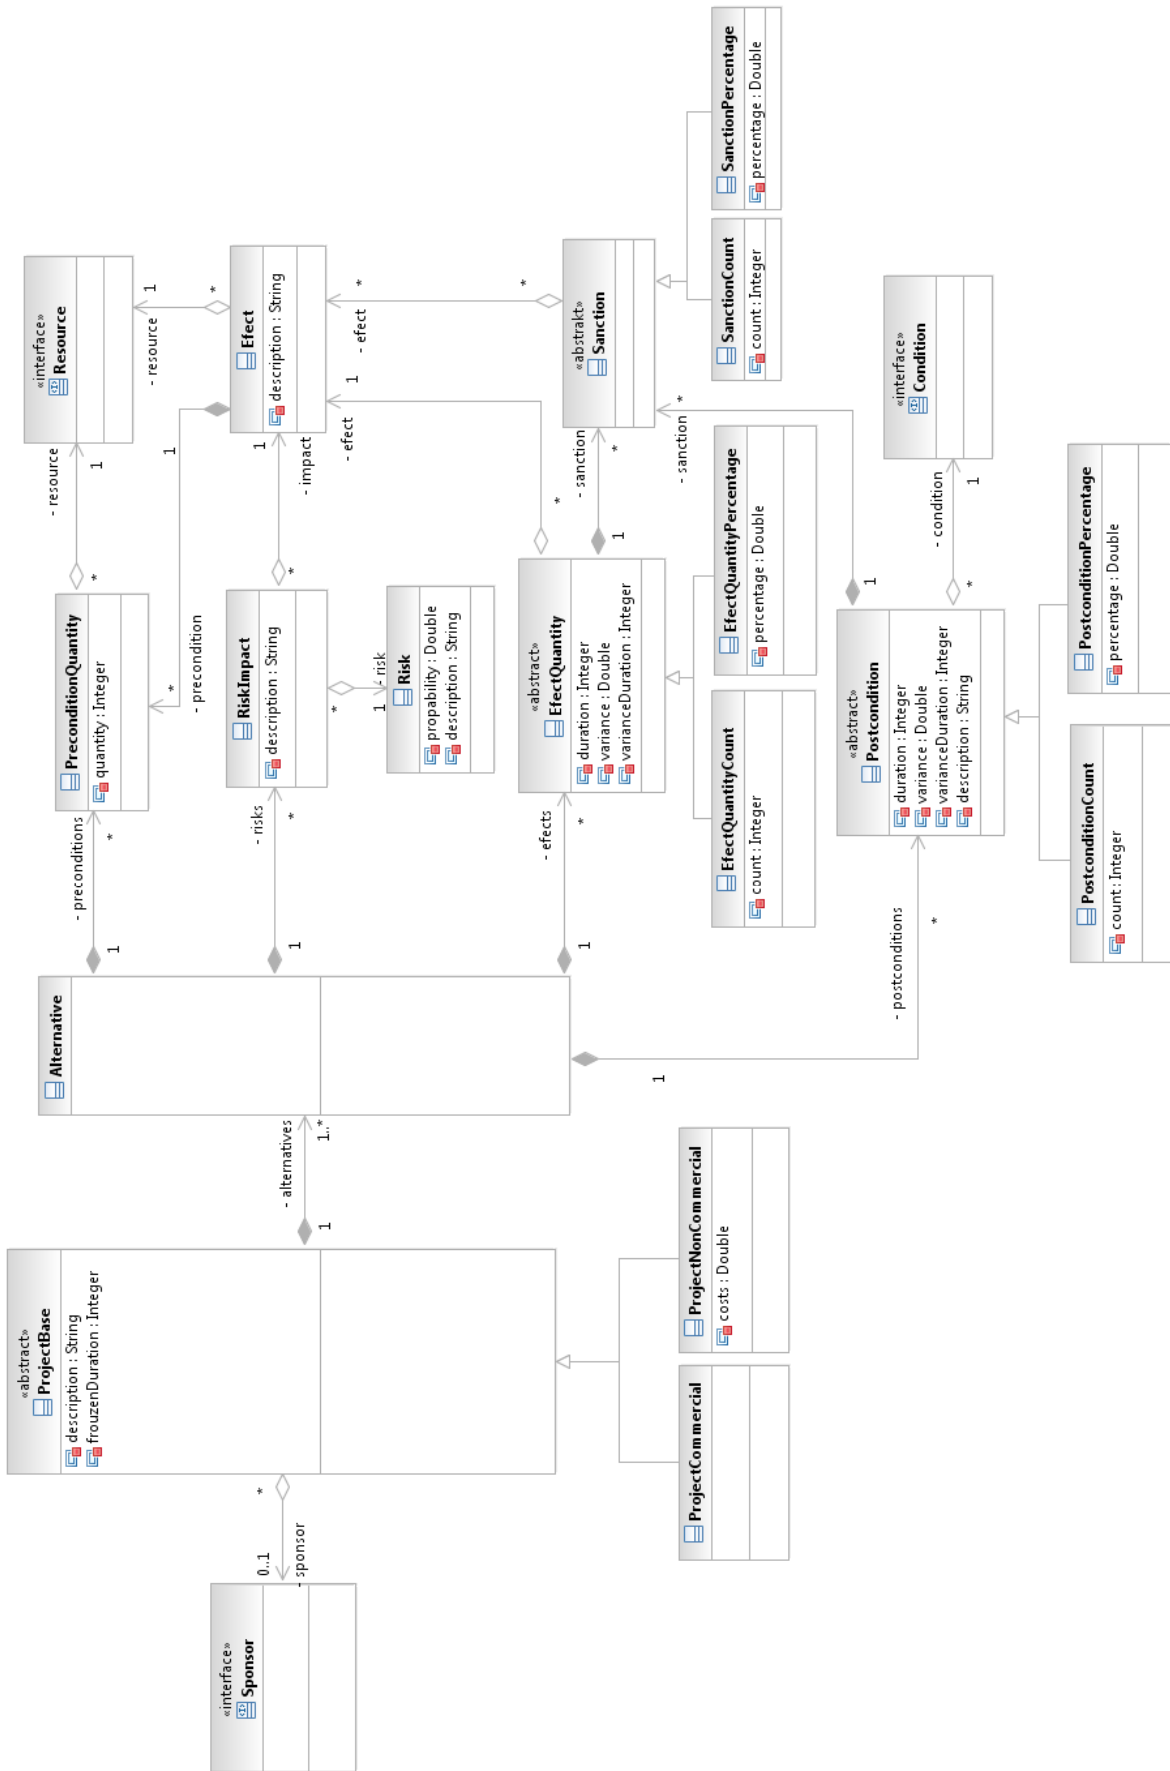 «interface»
Sponsor
0..1
- sponsor
*
«abstract»
ProjectBase
description : String
frouzenDuration : Integer
ProjectCommercial
ProjectNonCommercial
costs : Double
1
- alternatives
1..*
Alternative
1
- preconditions
*
1
- risks
*
1
- efects
*
1
- postconditions
*
PreconditionQuantity
quantity : Integer
*
- resource
1
«interface»
Resource
- resource
1
*
*
- precondition
1
RiskImpact
description : String
*
- impact
1
Efect
description : String
*
1
- risk
Risk
propability : Double
description : String
«abstract»
EfectQuantity
duration : Integer
variance : Double
varianceDuration : Integer
*
- efect
1
- efect
*
*
1
- sanction
*
«abstrakt»
Sanction
EfectQuantityCount
count : Integer
EfectQuantityPercentage
percentage : Double
SanctionCount
count : Integer
SanctionPercentage
percentage : Double
- sanction
*
1
«abstract»
Postcondition
duration : Integer
variance : Double
varianceDuration : Integer
description : String
*
- condition
1
«interface»
Condition
PostconditionCount
count : Integer
PostconditionPercentage
percentage : Double